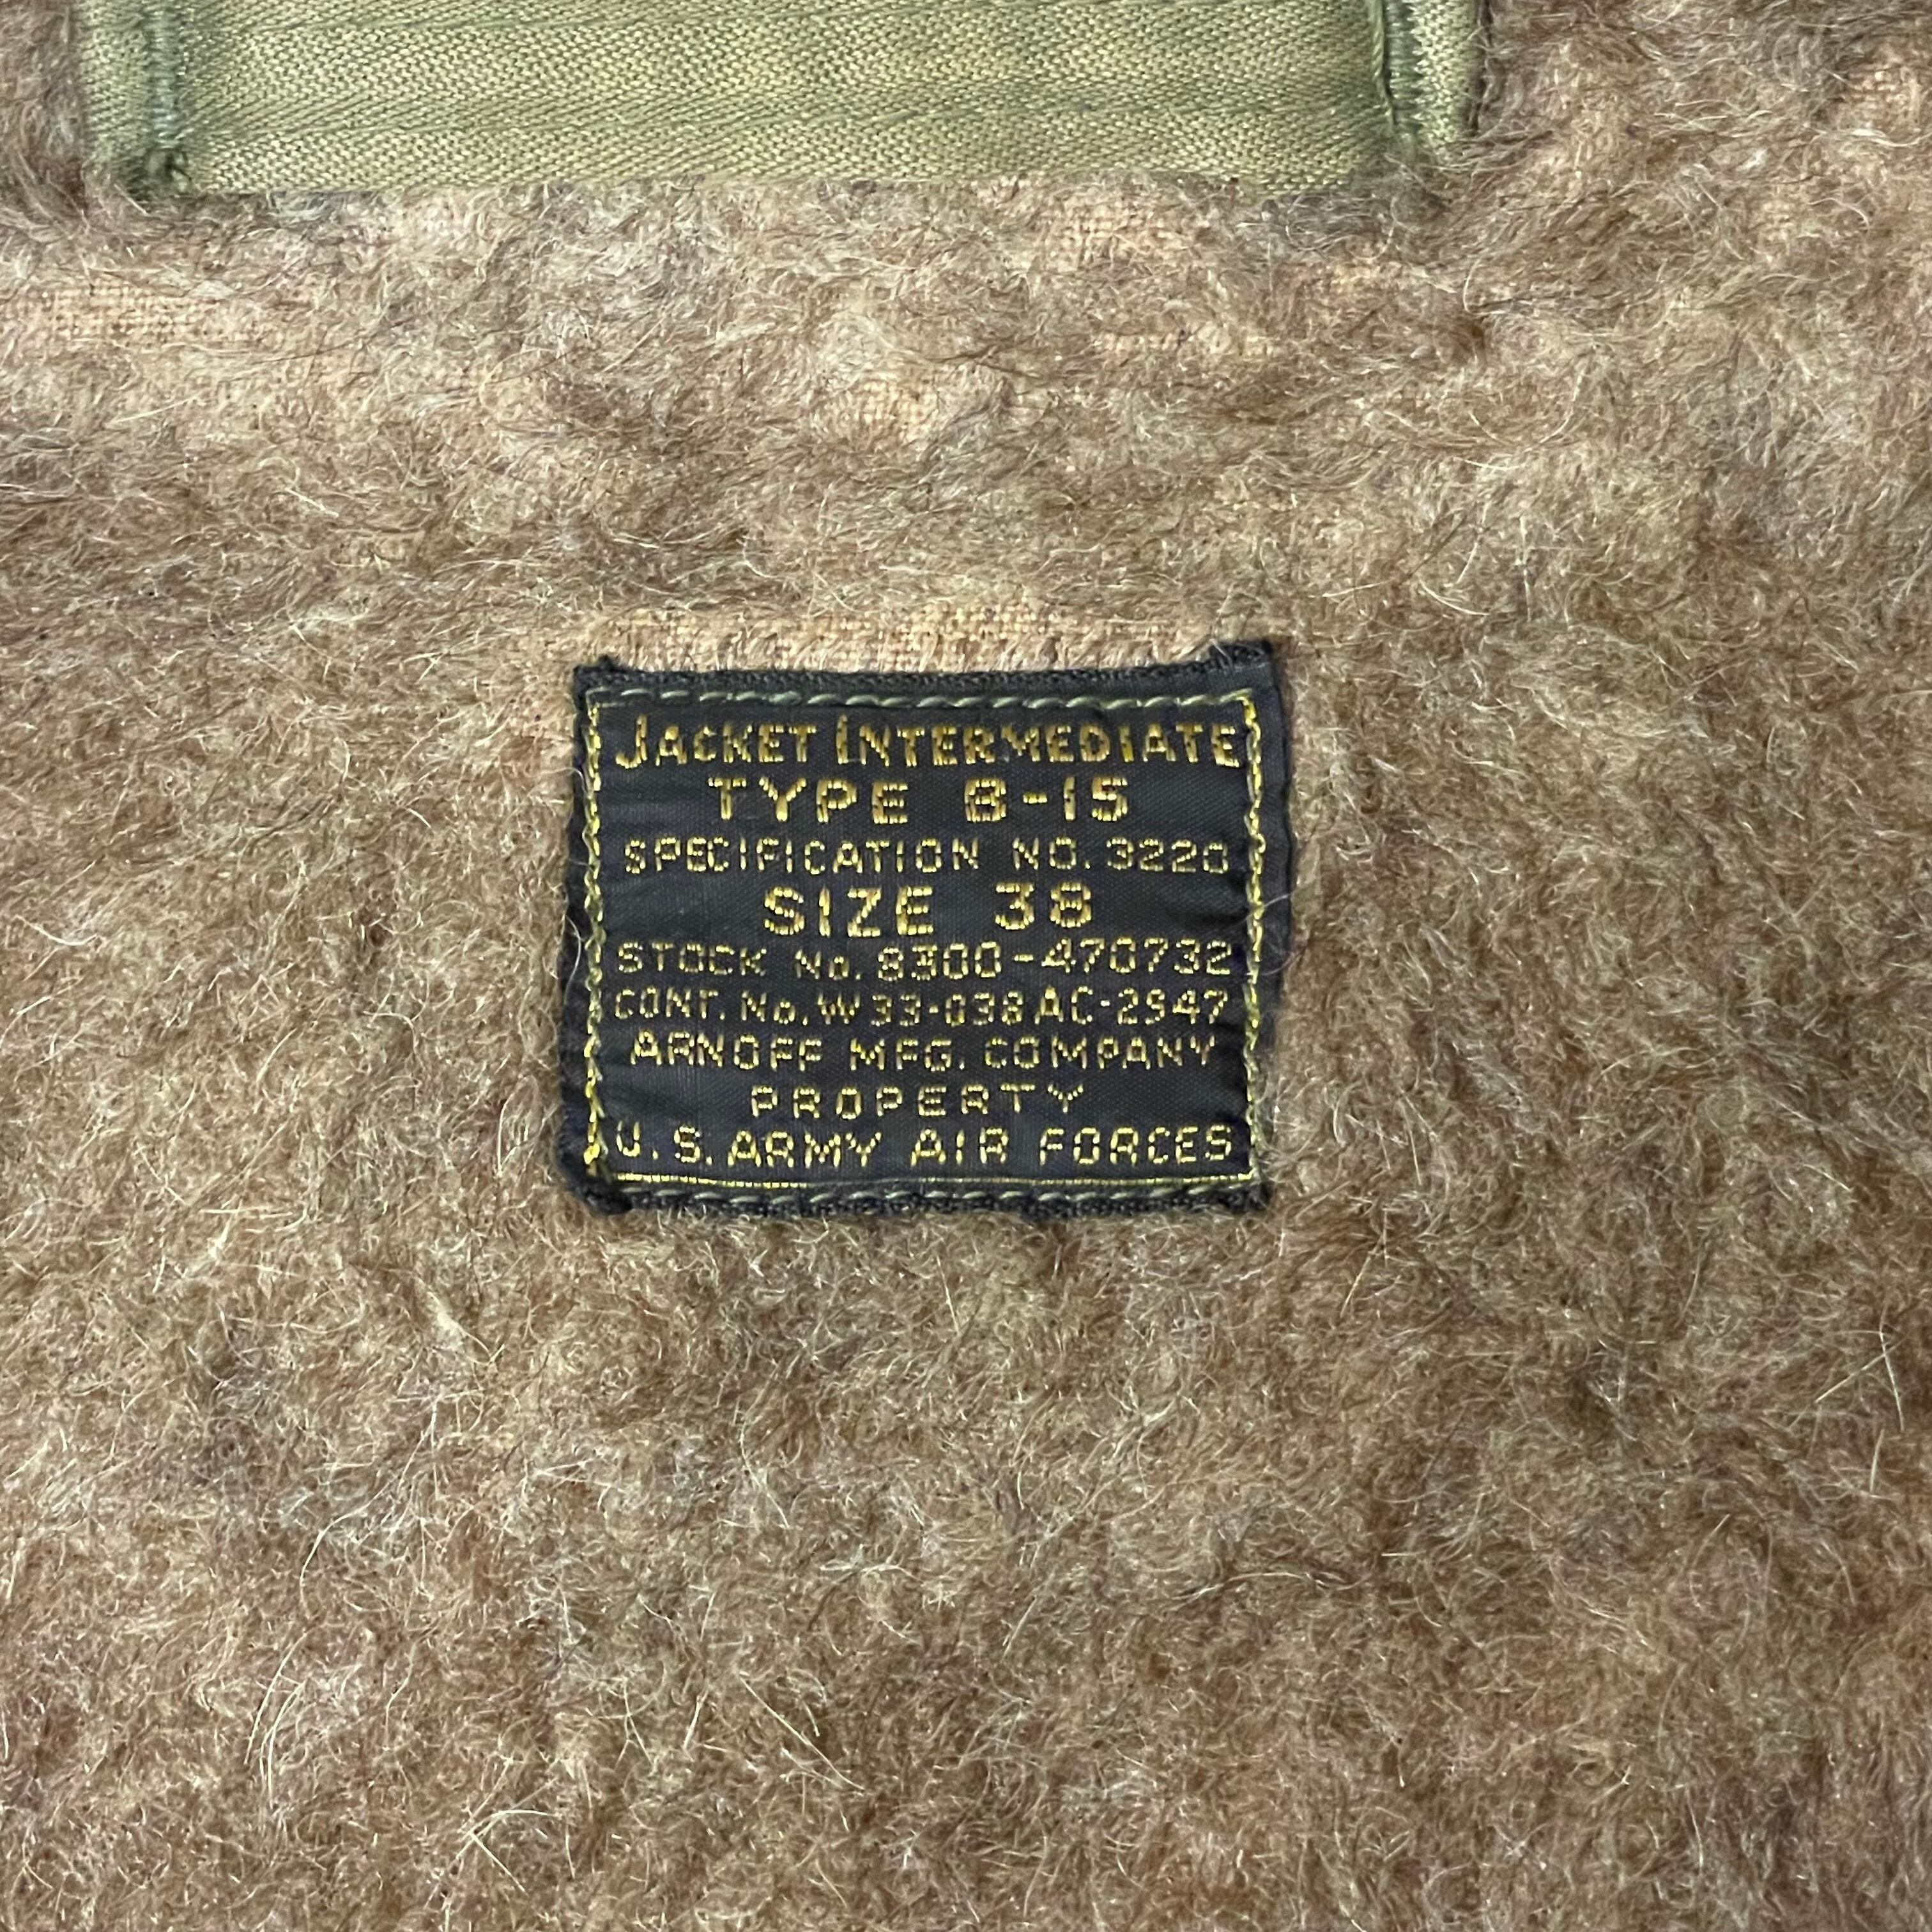 JACKET INTERMEDIATE
TYPE B-15
SPECIFICATION NO. 3220
SIZE 38
STOCK No. 8300-470732
CONT. No. W 33-038 AC-2947
ARNOFF MFG. COMPANY
PROPERTY
U.S. ARMY AIR FORCES